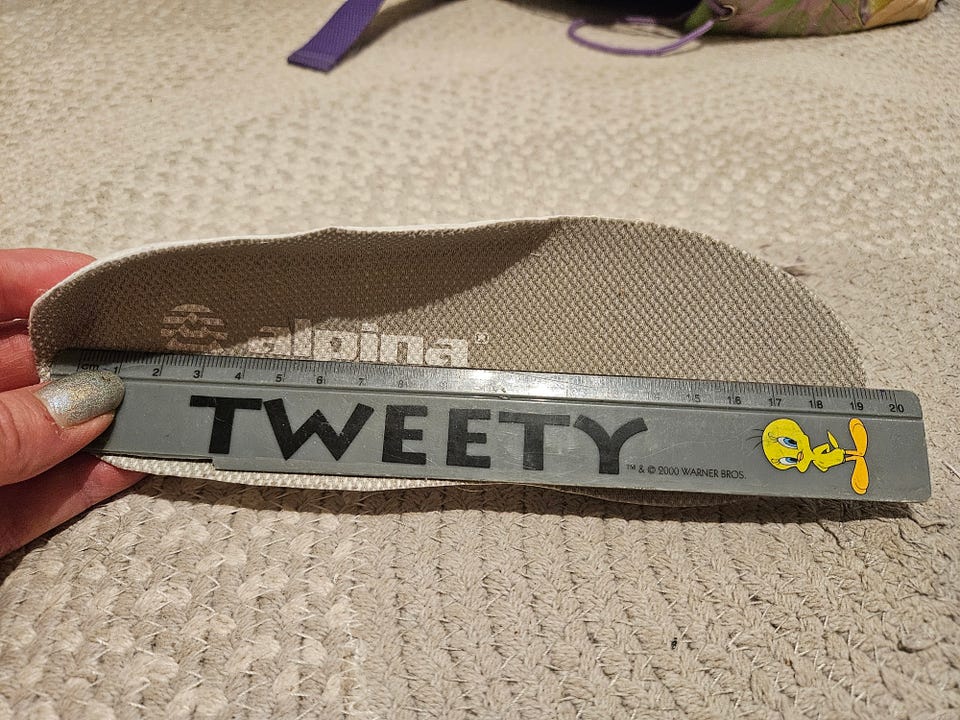 alpina®
cm 1 2 3 4 5 6 7 8 15 16 17 18 19 20
TWEETY
™ & © 2000 WARNER BROS.